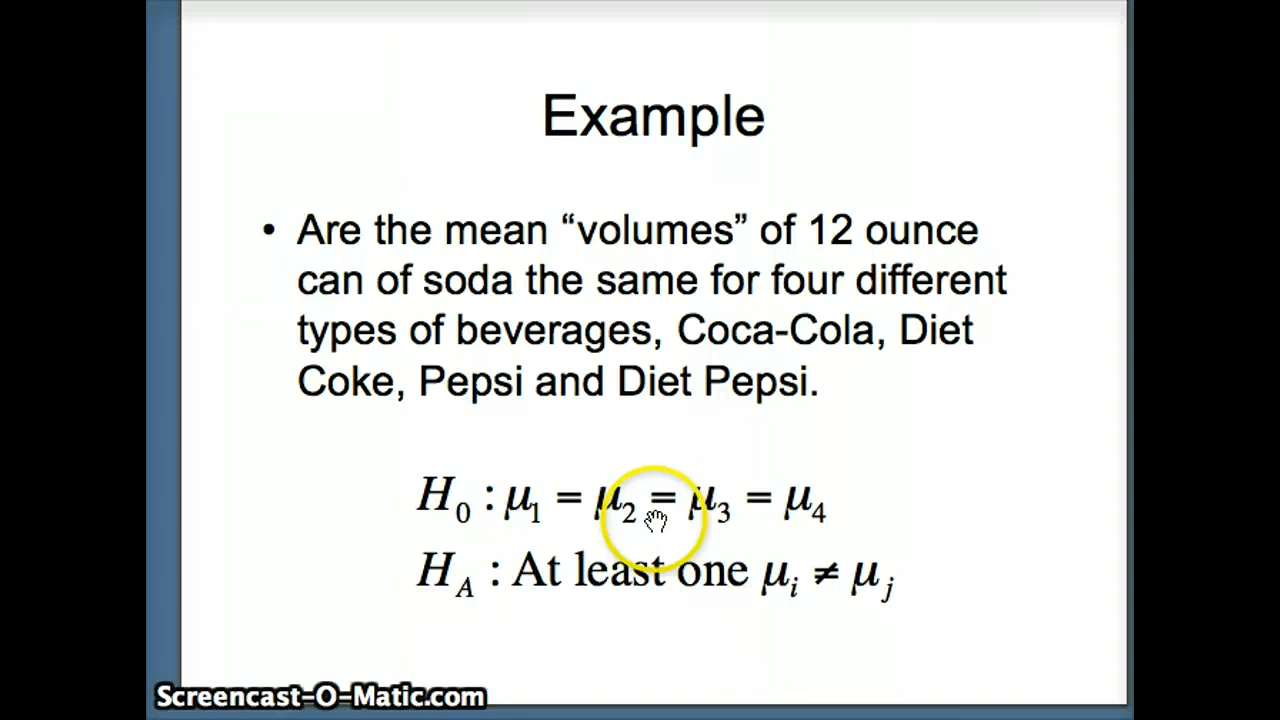 Example
• Are the mean “volumes” of 12 ounce
can of soda the same for four different
types of beverages, Coca-Cola, Diet
Coke, Pepsi and Diet Pepsi.
H₀ : μ₁ = μ₂ = μ₃ = μ₄
H_A : At least one μᵢ ≠ μⱼ
Screencast-O-Matic.com